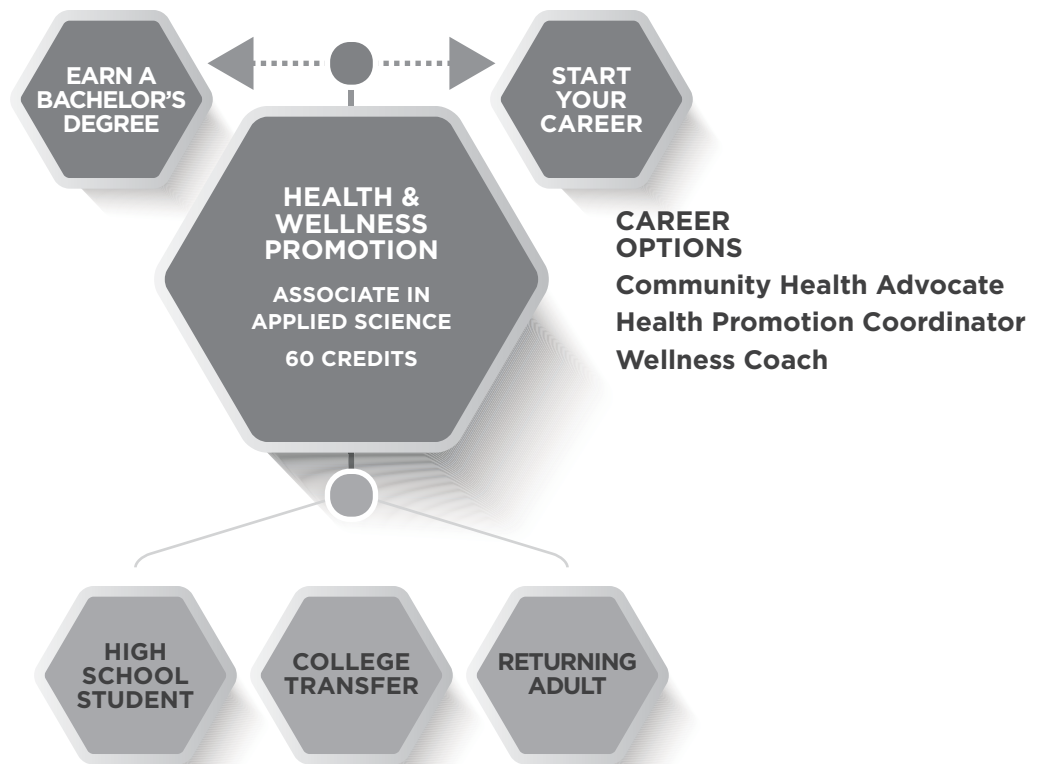 EARN A
BACHELOR'S
DEGREE
START
YOUR
CAREER
HEALTH &
WELLNESS
PROMOTION
ASSOCIATE IN
APPLIED SCIENCE
60 CREDITS
CAREER
OPTIONS
Community Health Advocate
Health Promotion Coordinator
Wellness Coach
HIGH
SCHOOL
STUDENT
COLLEGE
TRANSFER
RETURNING
ADULT